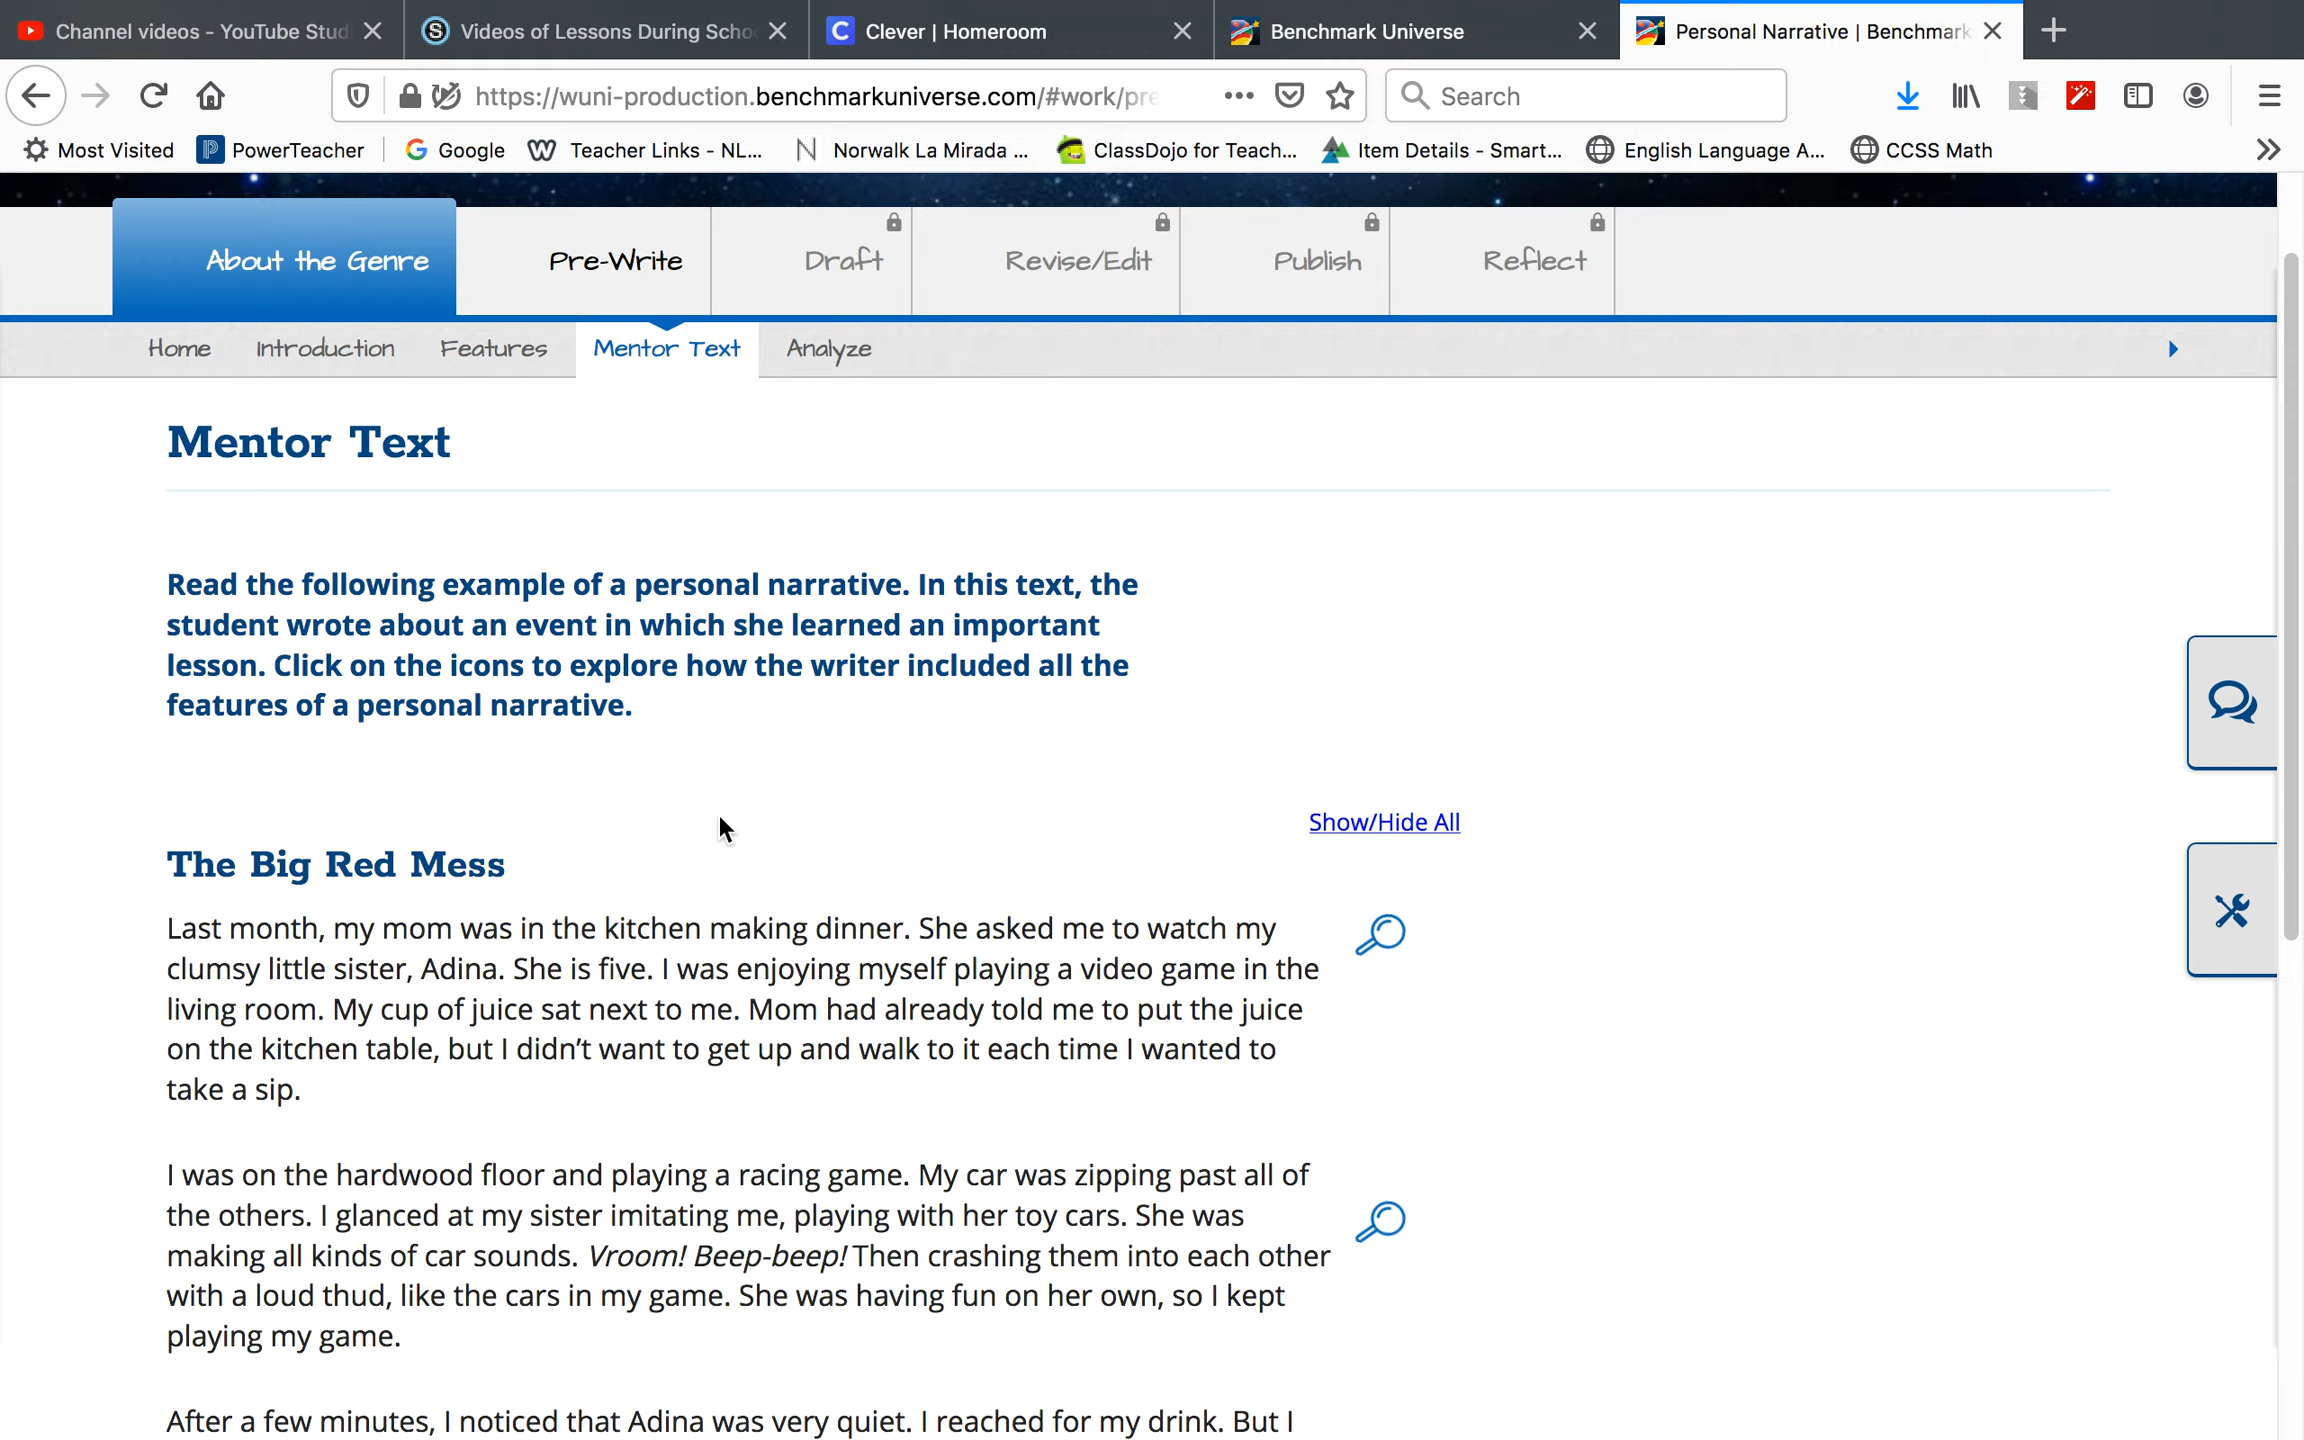 Channel videos - YouTube Stud
Videos of Lessons During Scho
Clever | Homeroom
Benchmark Universe
Personal Narrative | Benchmark
https://wuni-production.benchmarkuniverse.com/#work/pre
Search
Most Visited
PowerTeacher
Google
Teacher Links - NL...
Norwalk La Mirada ...
ClassDojo for Teach...
Item Details - Smart...
English Language A...
CCSS Math
About the Genre
Pre-Write
Draft
Revise/Edit
Publish
Reflect
Home
Introduction
Features
Mentor Text
Analyze
Mentor Text
Read the following example of a personal narrative. In this text, the
student wrote about an event in which she learned an important
lesson. Click on the icons to explore how the writer included all the
features of a personal narrative.
Show/Hide All
The Big Red Mess
Last month, my mom was in the kitchen making dinner. She asked me to watch my
clumsy little sister, Adina. She is five. I was enjoying myself playing a video game in the
living room. My cup of juice sat next to me. Mom had already told me to put the juice
on the kitchen table, but I didn’t want to get up and walk to it each time I wanted to
take a sip.
I was on the hardwood floor and playing a racing game. My car was zipping past all of
the others. I glanced at my sister imitating me, playing with her toy cars. She was
making all kinds of car sounds. Vroom! Beep-beep! Then crashing them into each other
with a loud thud, like the cars in my game. She was having fun on her own, so I kept
playing my game.
After a few minutes, I noticed that Adina was very quiet. I reached for my drink. But I